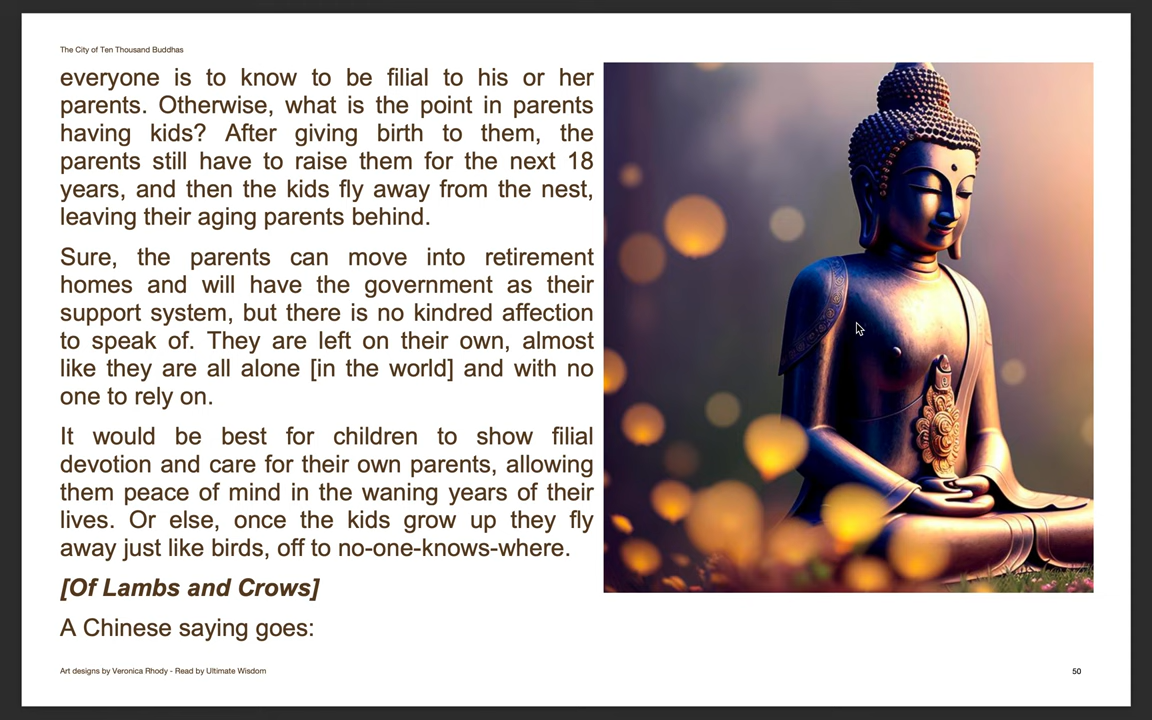 The City of Ten Thousand Buddhas
everyone is to know to be filial to his or her
parents. Otherwise, what is the point in parents
having kids? After giving birth to them, the
parents still have to raise them for the next 18
years, and then the kids fly away from the nest,
leaving their aging parents behind.
Sure, the parents can move into retirement
homes and will have the government as their
support system, but there is no kindred affection
to speak of. They are left on their own, almost
like they are all alone [in the world] and with no
one to rely on.
It would be best for children to show filial
devotion and care for their own parents, allowing
them peace of mind in the waning years of their
lives. Or else, once the kids grow up they fly
away just like birds, off to no-one-knows-where.
[Of Lambs and Crows]
A Chinese saying goes:
Art designs by Veronica Rhody - Read by Ultimate Wisdom
50